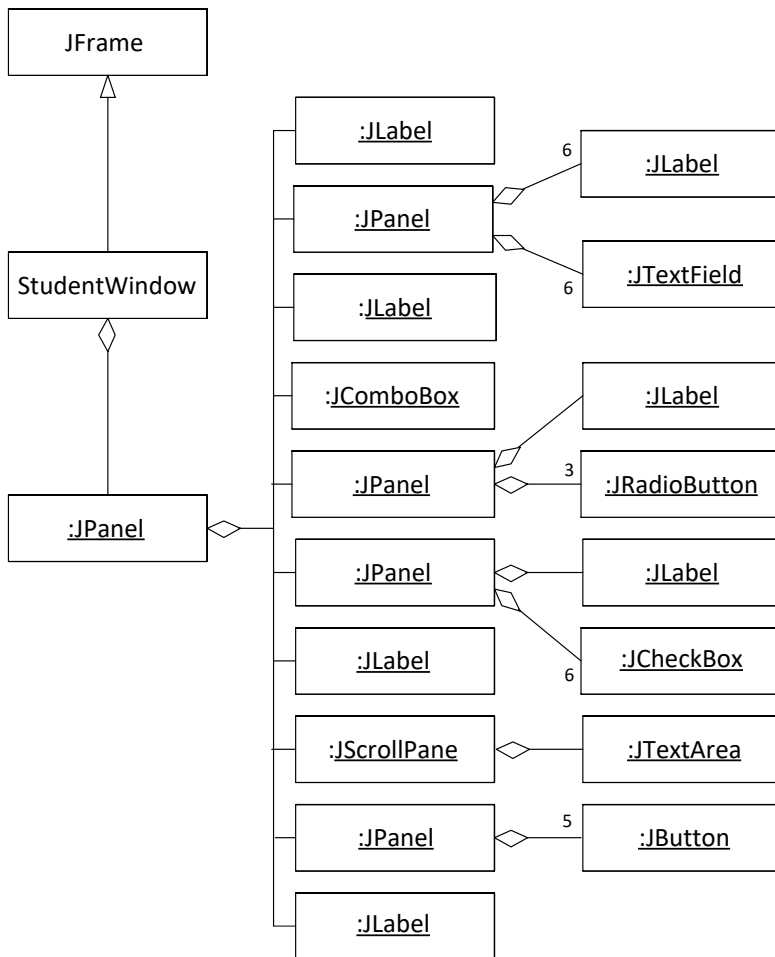 JFrame
StudentWindow
:JPanel
:JLabel
:JPanel
6
:JLabel
6
:JTextField
:JLabel
:JComboBox
:JPanel
:JLabel
3
:JRadioButton
:JPanel
:JLabel
6
:JCheckBox
:JLabel
:JScrollPane
:JTextArea
:JPanel
5
:JButton
:JLabel